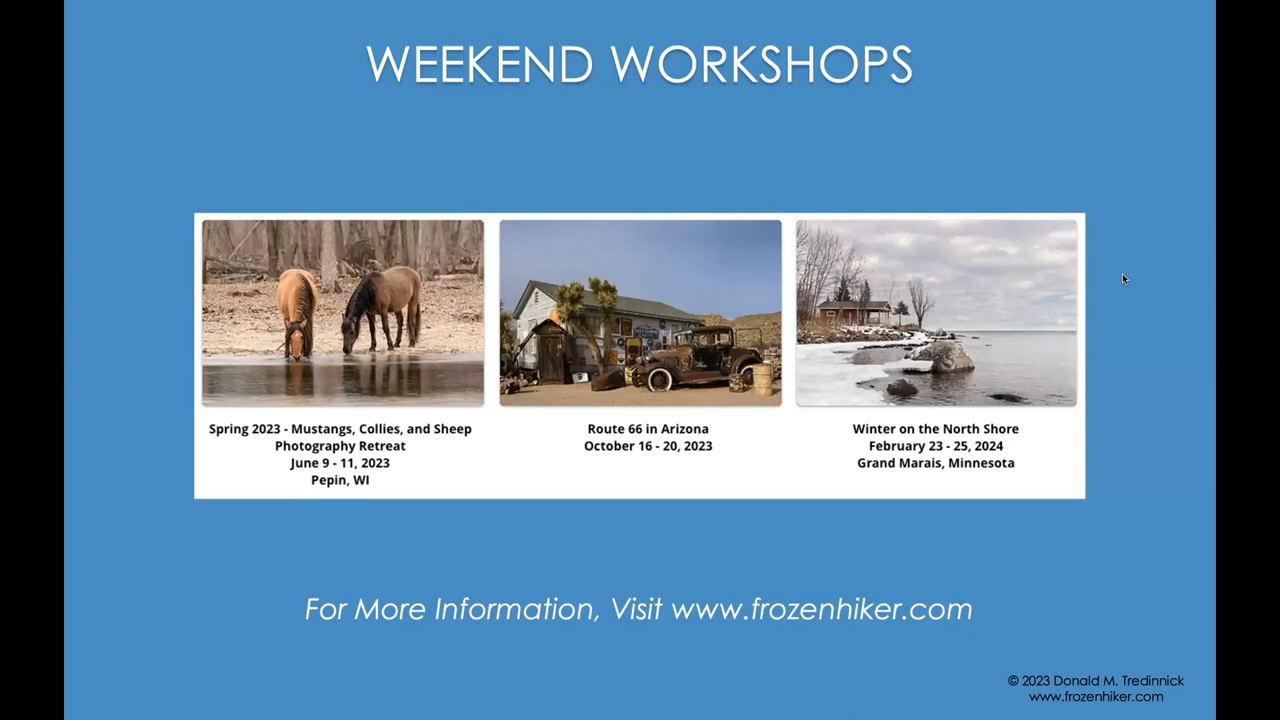 WEEKEND WORKSHOPS
Spring 2023 - Mustangs, Collies, and Sheep
Photography Retreat
June 9 - 11, 2023
Pepin, WI
Route 66 in Arizona
October 16 - 20, 2023
Winter on the North Shore
February 23 - 25, 2024
Grand Marais, Minnesota
For More Information, Visit www.frozenhiker.com
© 2023 Donald M. Tredinnick
www.frozenhiker.com